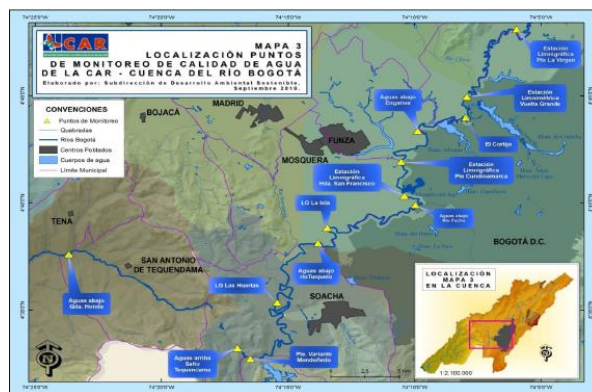 CAR
MAPA 3
LOCALIZACIÓN PUNTOS
DE MONITOREO DE CALIDAD DE AGUA
DE LA CAR - CUENCA DEL RÍO BOGOTÁ
Elaborado por: Subdirección de Desarrollo Ambiental Sostenible,
Septiembre 2010.
CONVENCIONES
Puntos de Monitoreo
Quebradas
Ríos Bogotá
Centros Poblados
Cuerpos de agua
Límite Municipal
Estación
Limnigráfica
Pte La Virgen
Estación
Limnimétrica
Vuelta Grande
Aguas abajo
Engativa
El Cortijo
MADRID
BOJACÁ
FUNZA
MOSQUERA
Estación
Limnigráfica
Pte Cundinamarca
Estación
Limnigráfica
Hda. San Francisco
Aguas abajo
Río Fucha
LG La Isla
TENA
BOGOTÁ D.C.
SAN ANTONIO
DE TEQUENDAMA
Aguas abajo
río Tunjuelo
LG Las Huertas
SOACHA
Aguas abajo
Qda. Honda
LOCALIZACIÓN
MAPA 3
EN LA CUENCA
Aguas arriba
Salto
Tequendama
Pte. Variante
Mondoñedo